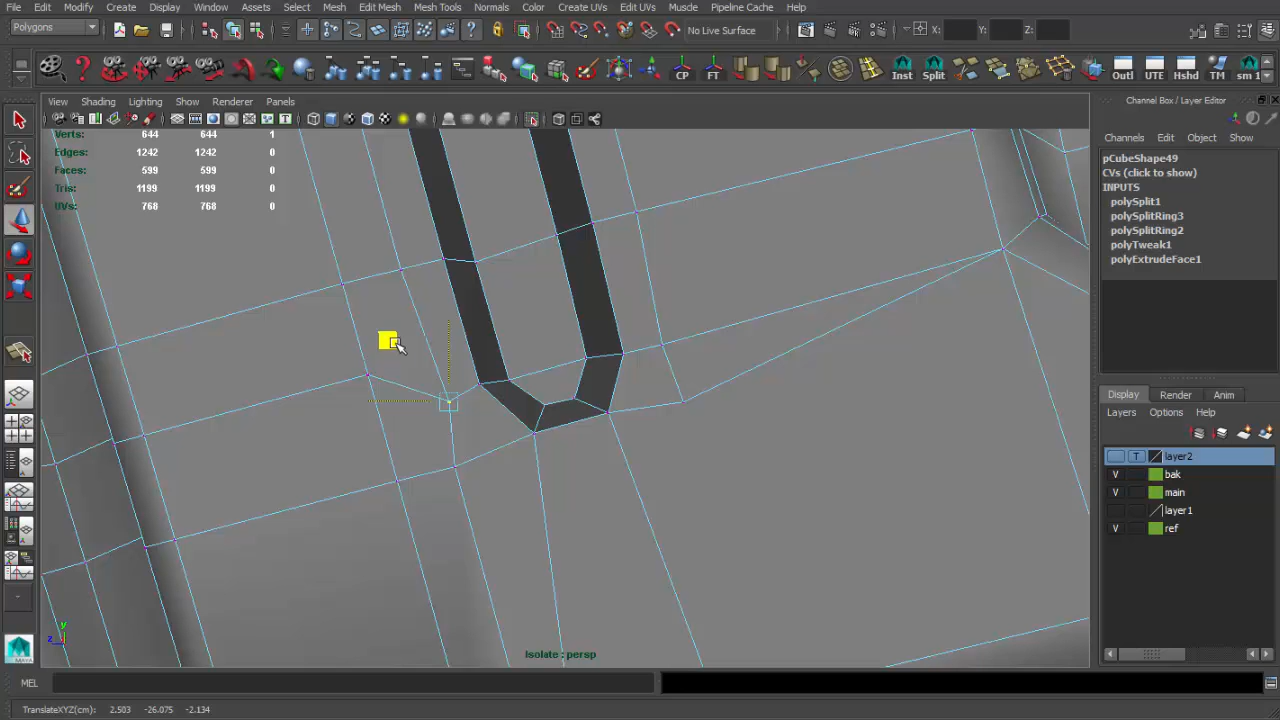 File Edit Modify Create Display Window Assets Select Mesh Edit Mesh Mesh Tools Normals Color Create UVs Edit UVs Muscle Pipeline Cache Help
Polygons No Live Surface X: Y: Z:
CP FT Inst Split Outl UTE Hshd TM sm 1
View Shading Lighting Show Renderer Panels
Channel Box / Layer Editor
Channels Edit Object Show
Verts: 644 644 1
Edges: 1242 1242 0
Faces: 599 599 0
Tris: 1199 1199 0
UVs: 768 768 0
pCubeShape49
CVs (click to show)
INPUTS
polySplit1
polySplitRing3
polySplitRing2
polyTweak1
polyExtrudeFace1
Display Render Anim
Layers Options Help
T layer2
V bak
V main
layer1
V ref
y
z
Isolate : persp
MAYA
MEL
TranslateXYZ(cm): 2.503 -26.075 -2.134